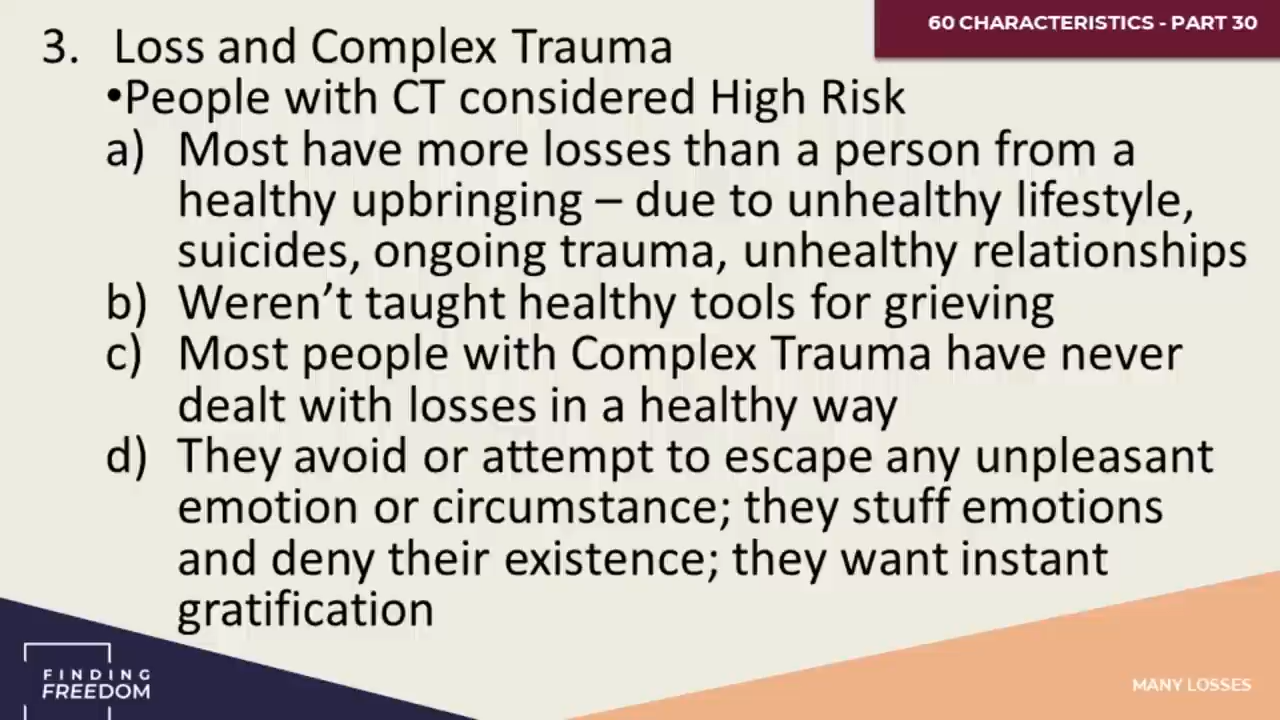 60 CHARACTERISTICS - PART 30
3. Loss and Complex Trauma
•People with CT considered High Risk
a) Most have more losses than a person from a
healthy upbringing – due to unhealthy lifestyle,
suicides, ongoing trauma, unhealthy relationships
b) Weren’t taught healthy tools for grieving
c) Most people with Complex Trauma have never
dealt with losses in a healthy way
d) They avoid or attempt to escape any unpleasant
emotion or circumstance; they stuff emotions
and deny their existence; they want instant
gratification
FINDING
FREEDOM
MANY LOSSES